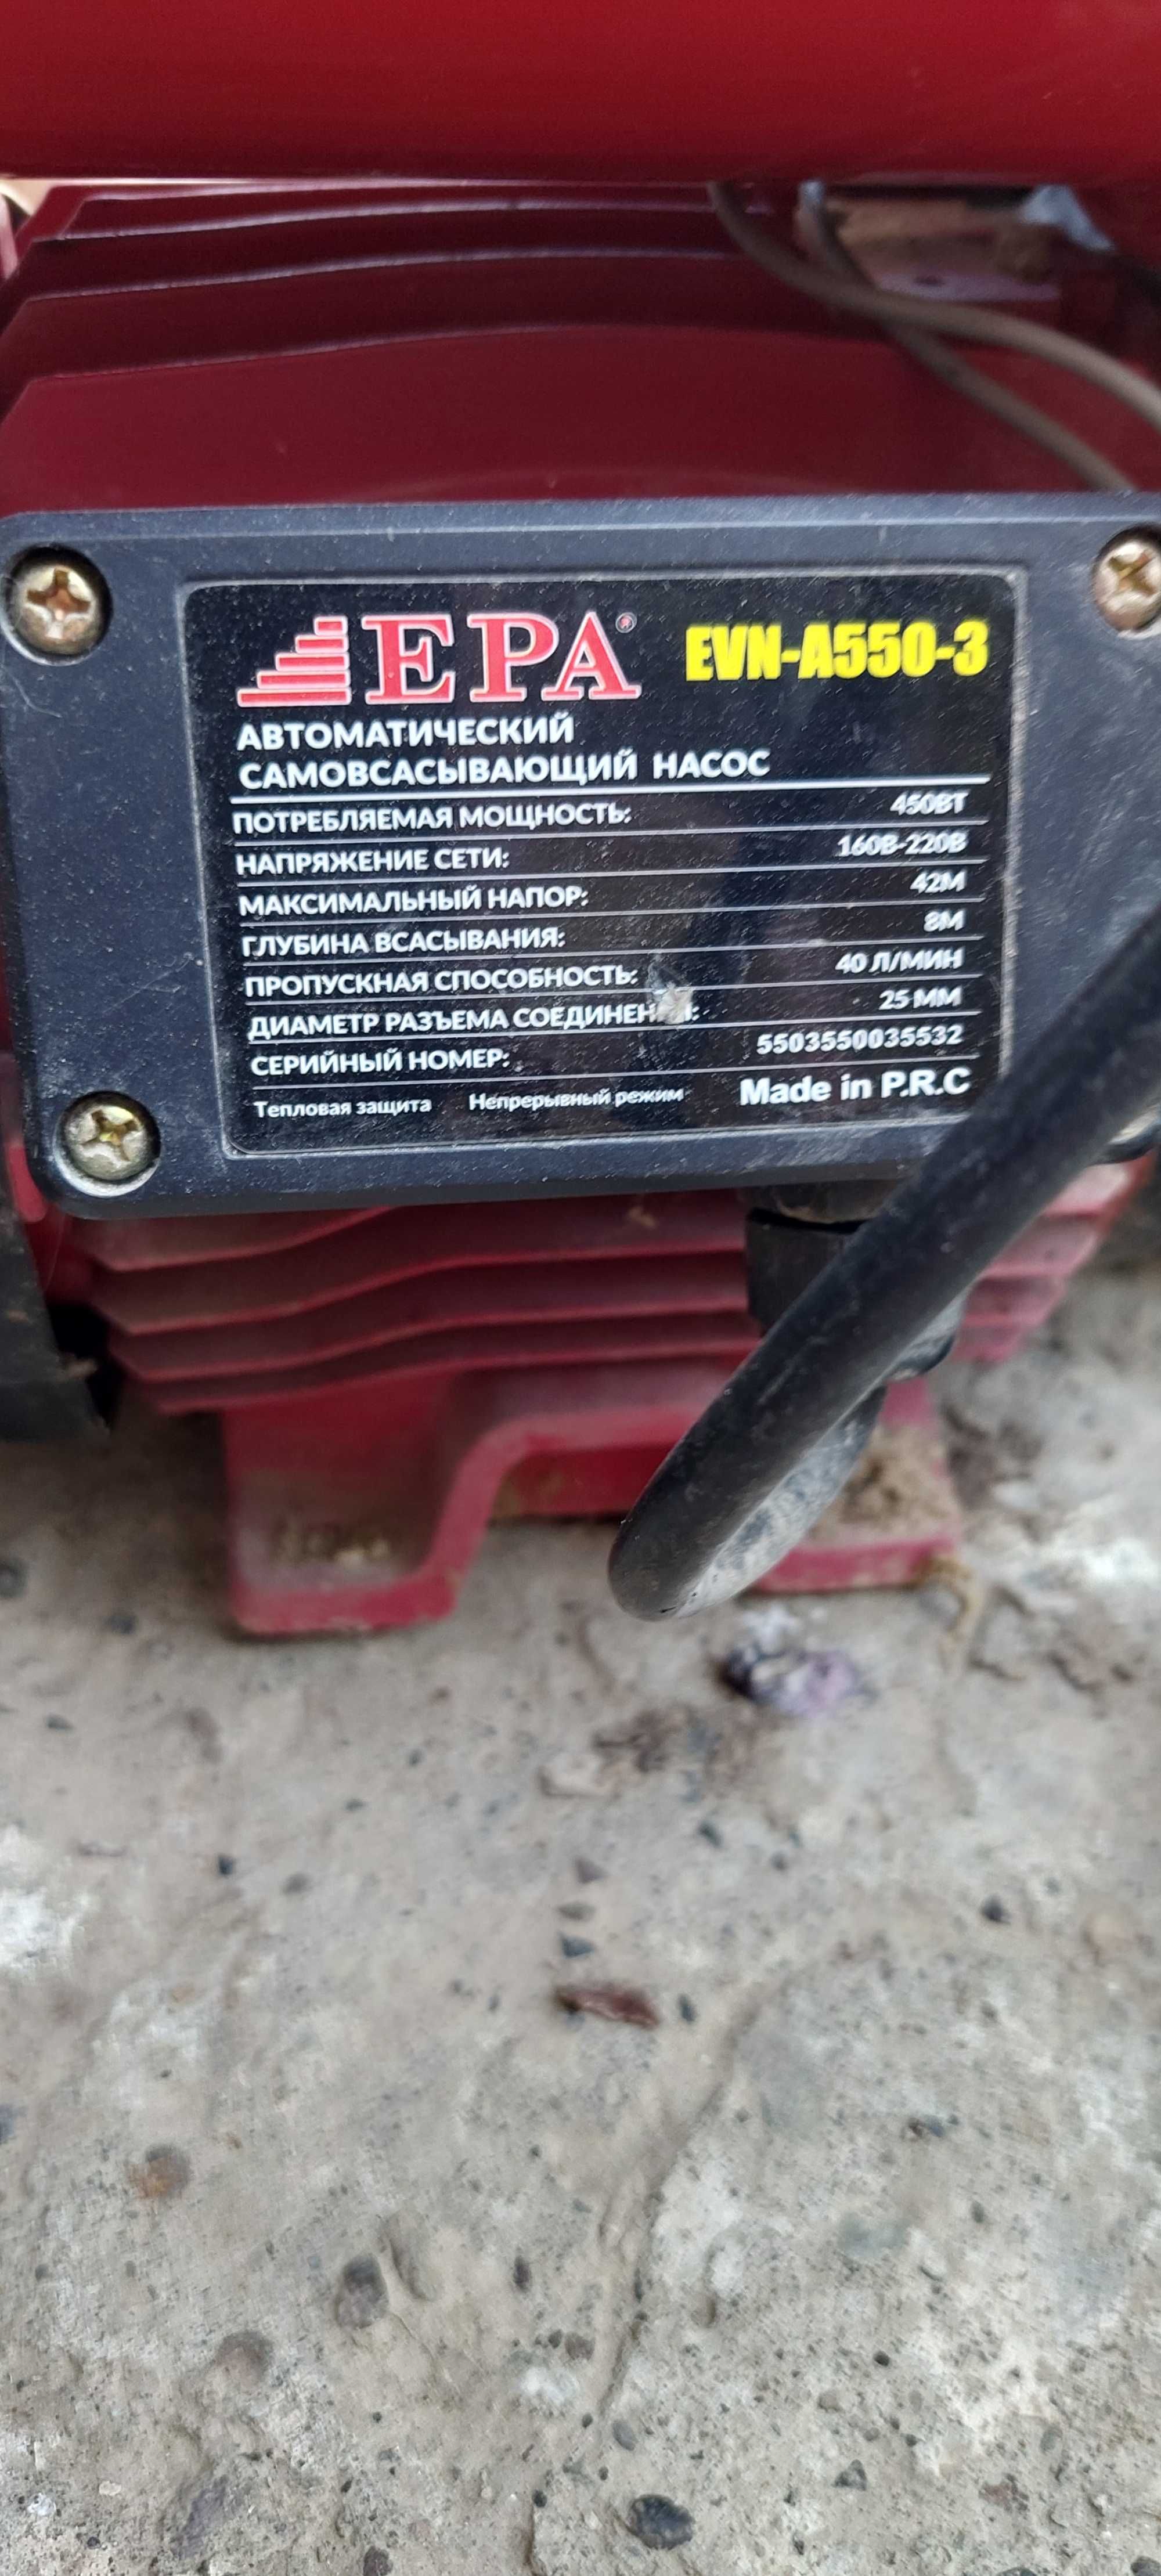 EPA® EVN-A550-3
АВТОМАТИЧЕСКИЙ
САМОВСАСЫВАЮЩИЙ НАСОС
ПОТРЕБЛЯЕМАЯ МОЩНОСТЬ: 450ВТ
НАПРЯЖЕНИЕ СЕТИ: 160В-220В
МАКСИМАЛЬНЫЙ НАПОР: 42М
ГЛУБИНА ВСАСЫВАНИЯ: 8М
ПРОПУСКНАЯ СПОСОБНОСТЬ: 40 Л/МИН
ДИАМЕТР РАЗЪЕМА 25 ММ
СЕРИЙНЫЙ НОМЕР: 5503550035532
Тепловая защита Непрерывный режим Made in P.R.C